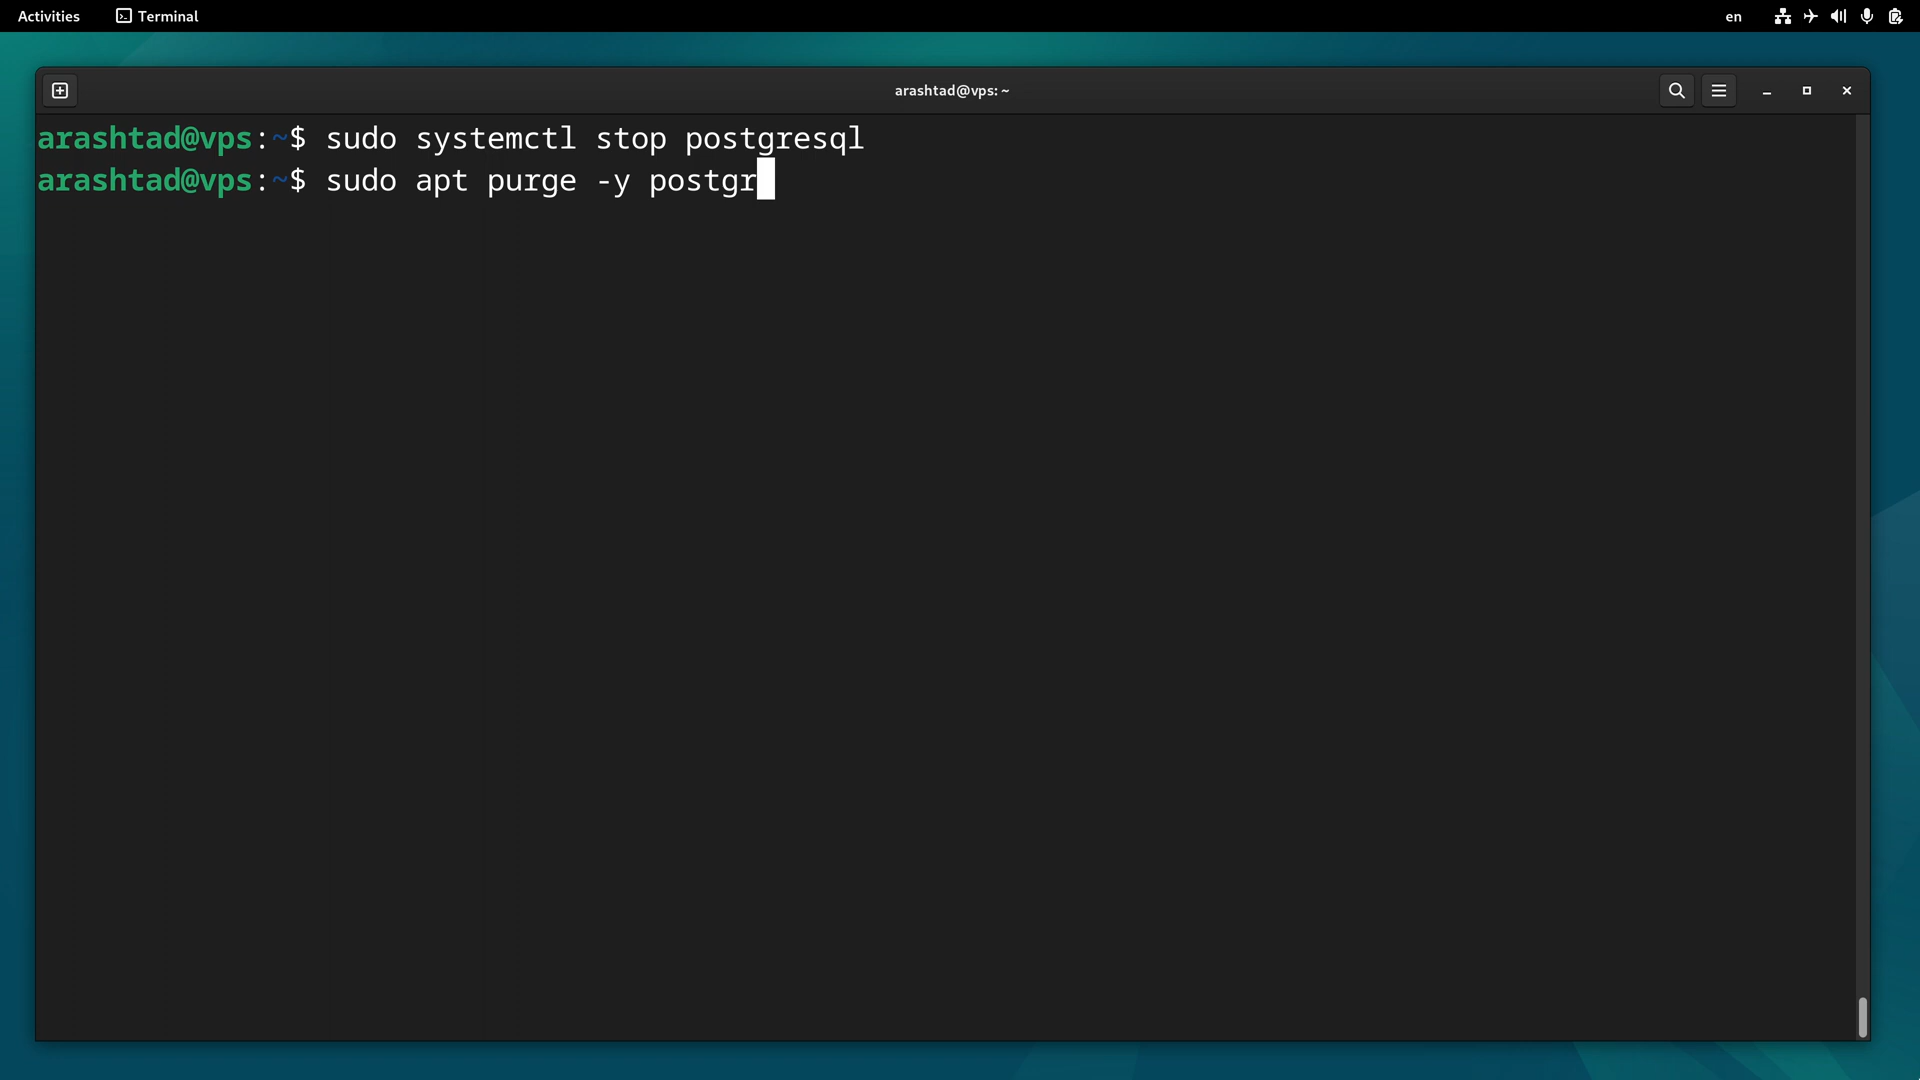 Activities
Terminal
en
arashtad@vps: ~
arashtad@vps:~$ sudo systemctl stop postgresql
arashtad@vps:~$ sudo apt purge -y postgr